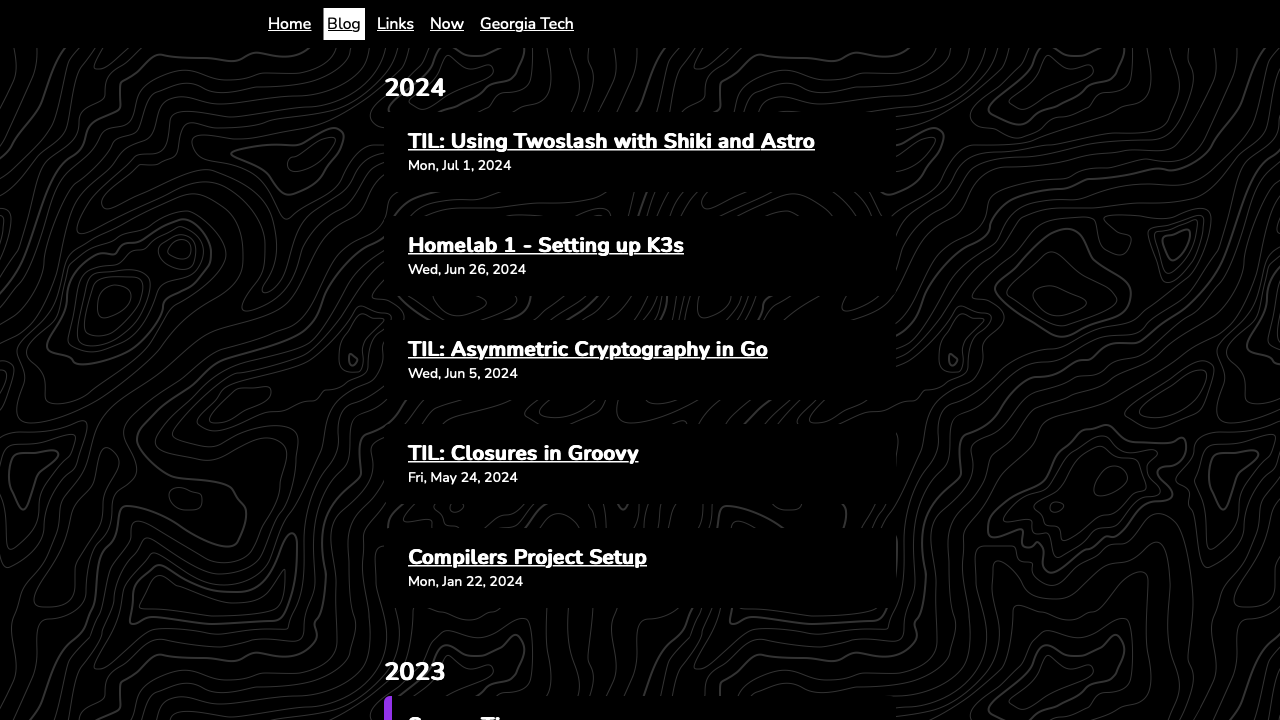 Home Blog Links Now Georgia Tech
2024
TIL: Using Twoslash with Shiki and Astro
Mon, Jul 1, 2024
Homelab 1 - Setting up K3s
Wed, Jun 26, 2024
TIL: Asymmetric Cryptography in Go
Wed, Jun 5, 2024
TIL: Closures in Groovy
Fri, May 24, 2024
Compilers Project Setup
Mon, Jan 22, 2024
2023